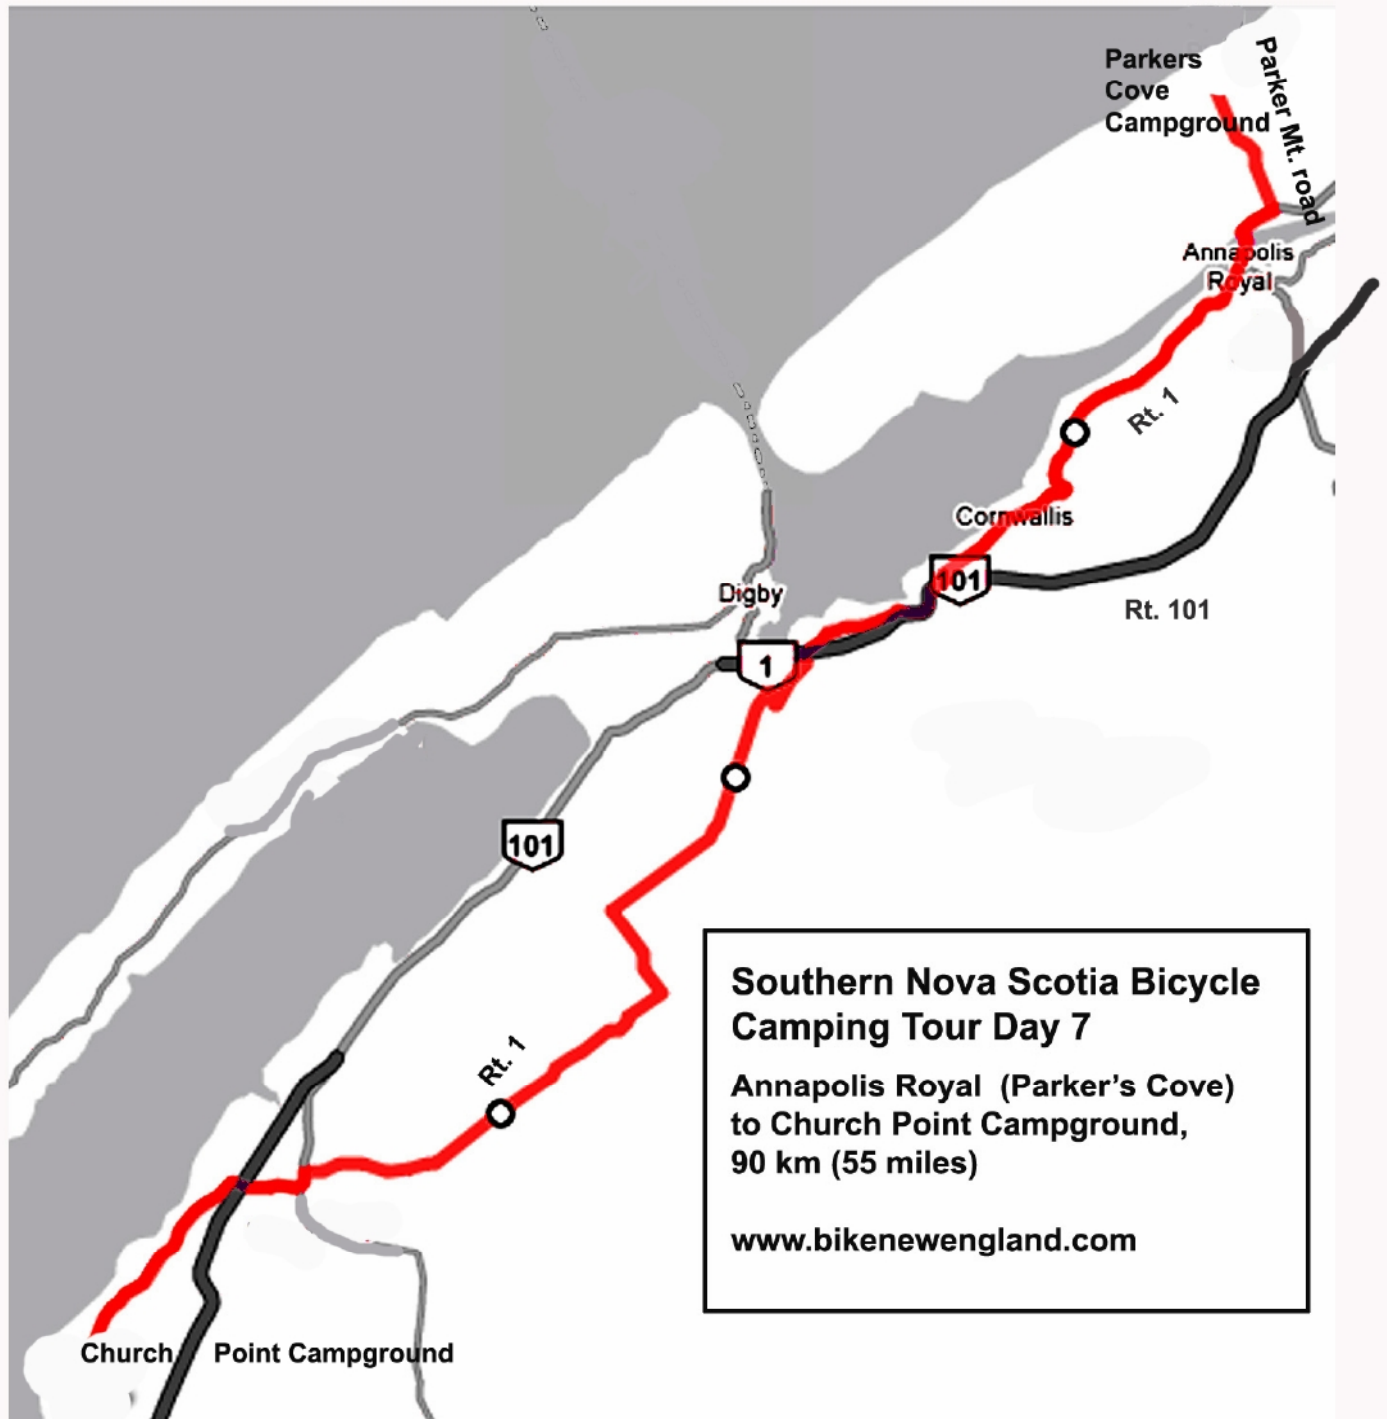 Parkers
Cove
Campground
Parker Mt. road
Annapolis
Royal
Rt. 1
Cornwallis
101
Rt. 101
Digby
1
101
Rt. 1
Southern Nova Scotia Bicycle
Camping Tour Day 7
Annapolis Royal (Parker's Cove)
to Church Point Campground,
90 km (55 miles)
www.bikenewengland.com
Church Point Campground